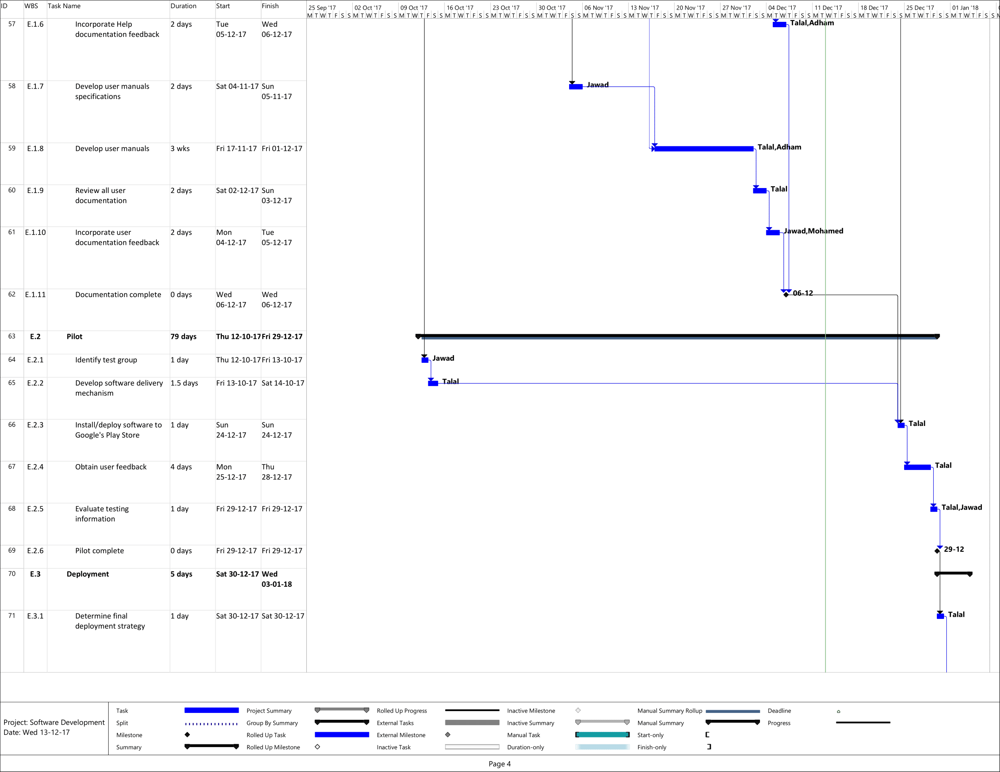 ID WBS Task Name Duration Start Finish
25 Sep '17 02 Oct '17 09 Oct '17 16 Oct '17 23 Oct '17 30 Oct '17 06 Nov '17 13 Nov '17 20 Nov '17 27 Nov '17 04 Dec '17 11 Dec '17 18 Dec '17 25 Dec '17 01 Jan '18
M T W T F S S M T W T F S S M T W T F S S M T W T F S S M T W T F S S M T W T F S S M T W T F S S M T W T F S S M T W T F S S M T W T F S S M T W T F S S M T W T F S S M T W T F S S M T W T F S S M T W T F S S
57 E.1.6 Incorporate Help 2 days Tue Wed Talal,Adham
documentation feedback 05-12-17 06-12-17
58 E.1.7 Develop user manuals 2 days Sat 04-11-17 Sun Jawad
specifications 05-11-17
59 E.1.8 Develop user manuals 3 wks Fri 17-11-17 Fri 01-12-17 Talal,Adham
60 E.1.9 Review all user 2 days Sat 02-12-17 Sun Talal
documentation 03-12-17
61 E.1.10 Incorporate user 2 days Mon Tue Jawad,Mohamed
documentation feedback 04-12-17 05-12-17
62 E.1.11 Documentation complete 0 days Wed Wed 06-12
06-12-17 06-12-17
63 E.2 Pilot 79 days Thu 12-10-17 Fri 29-12-17
64 E.2.1 Identify test group 1 day Thu 12-10-17 Fri 13-10-17 Jawad
65 E.2.2 Develop software delivery 1.5 days Fri 13-10-17 Sat 14-10-17 Talal
mechanism
66 E.2.3 Install/deploy software to 1 day Sun Sun Talal
Google's Play Store 24-12-17 24-12-17
67 E.2.4 Obtain user feedback 4 days Mon Thu Talal
25-12-17 28-12-17
68 E.2.5 Evaluate testing 1 day Fri 29-12-17 Fri 29-12-17 Talal,Jawad
information
69 E.2.6 Pilot complete 0 days Fri 29-12-17 Fri 29-12-17 29-12
70 E.3 Deployment 5 days Sat 30-12-17 Wed
03-01-18
71 E.3.1 Determine final 1 day Sat 30-12-17 Sat 30-12-17 Talal
deployment strategy
Project: Software Development
Date: Wed 13-12-17
Task Project Summary Rolled Up Progress Inactive Milestone Manual Summary Rollup Deadline
Split Group By Summary External Tasks Inactive Summary Manual Summary Progress
Milestone Rolled Up Task External Milestone Manual Task Start-only
Summary Rolled Up Milestone Inactive Task Duration-only Finish-only
Page 4